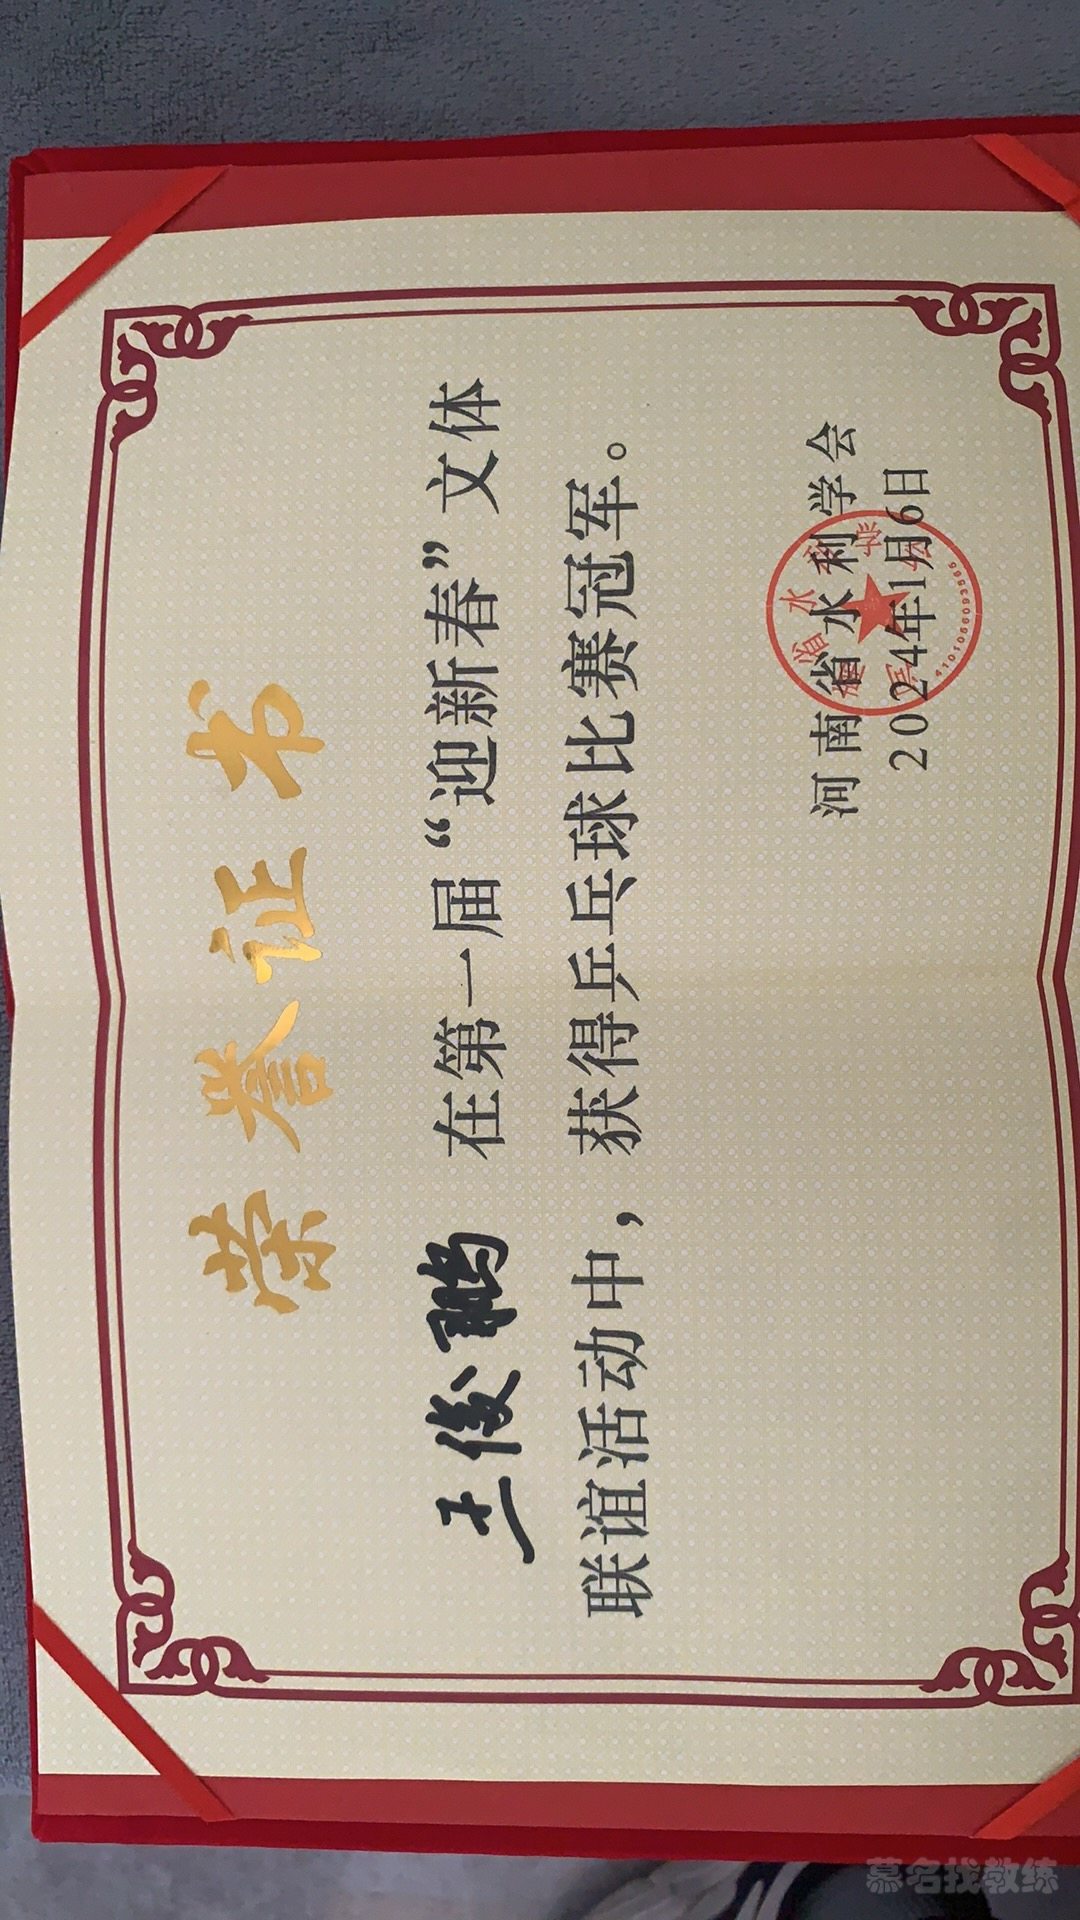 荣誉证书
王俊鹏 在第一届“迎新春”文体
联谊活动中，获得乒乓球比赛冠军。
河南省水利学会
2024年1月6日
4101056093565
慕名找教练